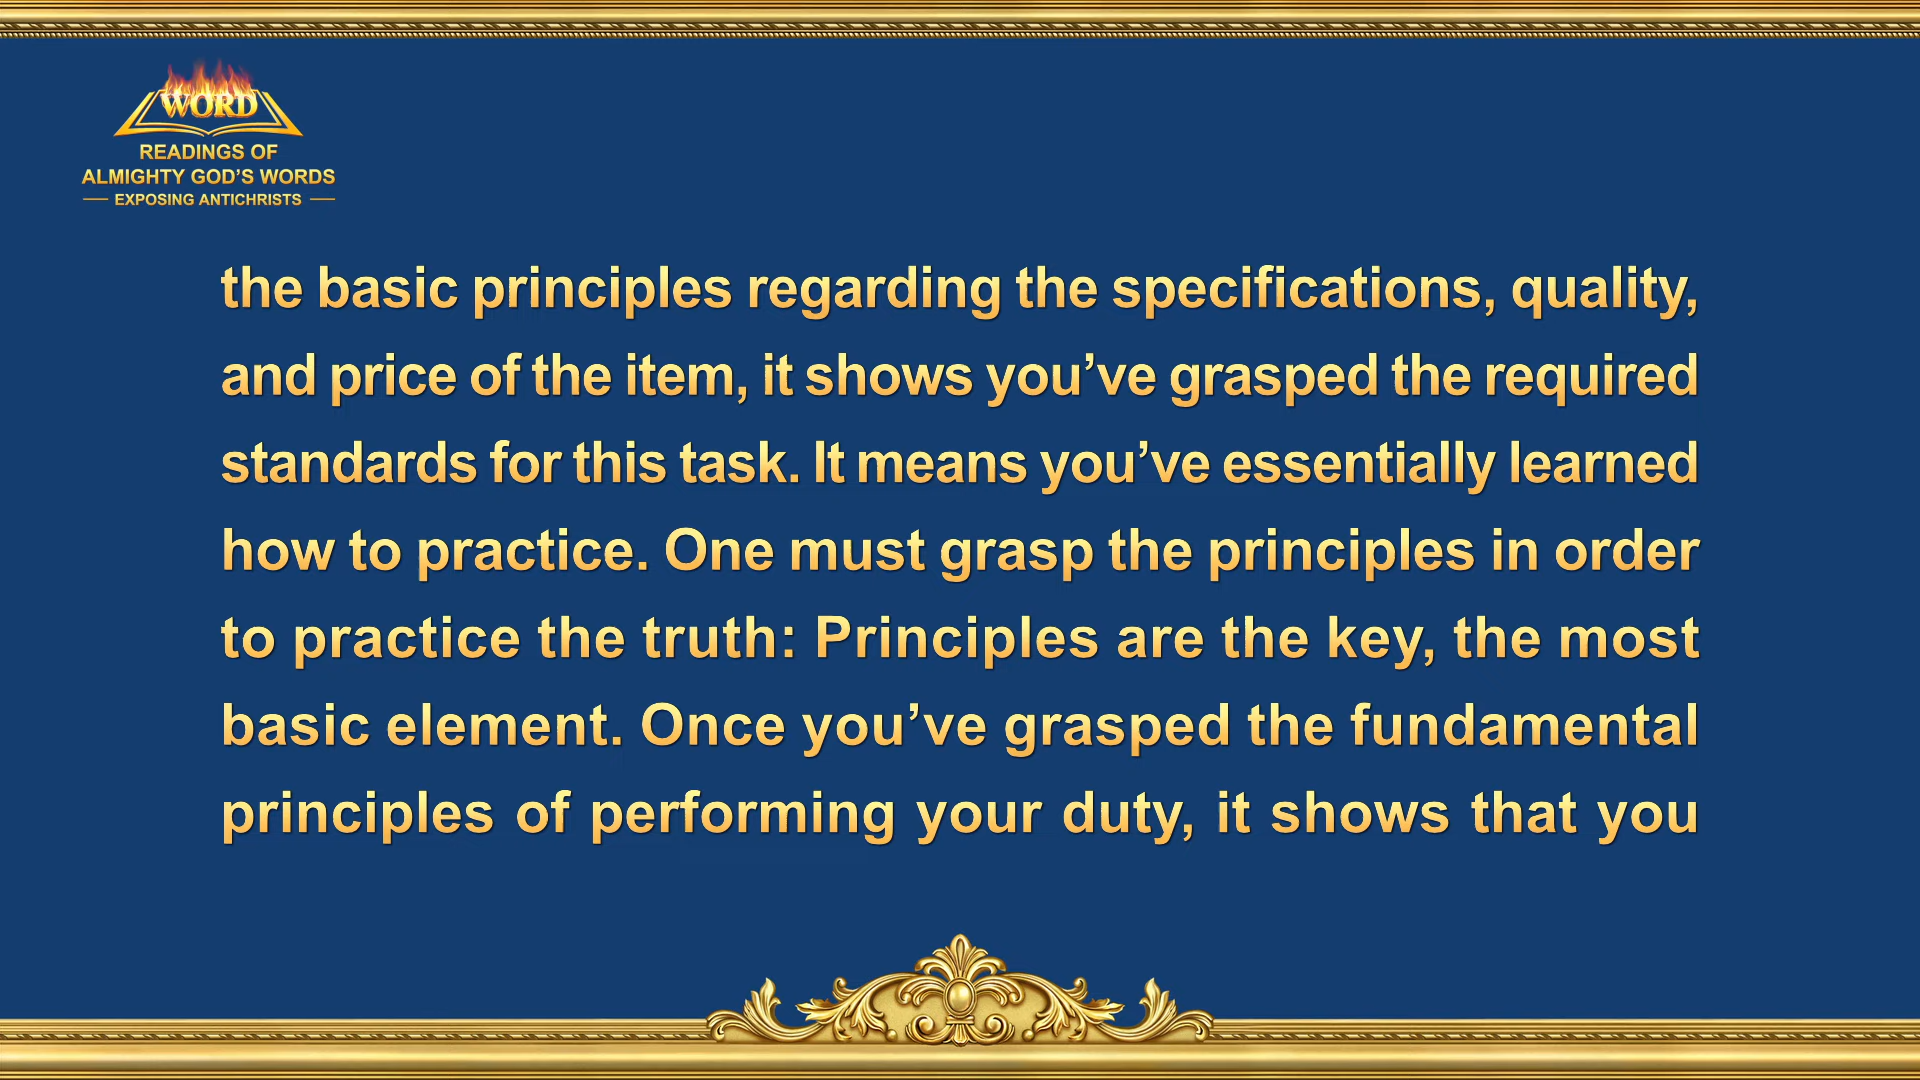 WORD
READINGS OF
ALMIGHTY GOD’S WORDS
EXPOSING ANTICHRISTS
the basic principles regarding the specifications, quality,
and price of the item, it shows you’ve grasped the required
standards for this task. It means you’ve essentially learned
how to practice. One must grasp the principles in order
to practice the truth: Principles are the key, the most
basic element. Once you’ve grasped the fundamental
principles of performing your duty, it shows that you